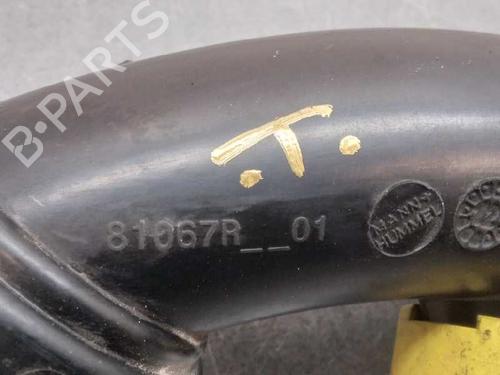 B-PARTS
.T.
81067R__01
MANN+
HUMMEL